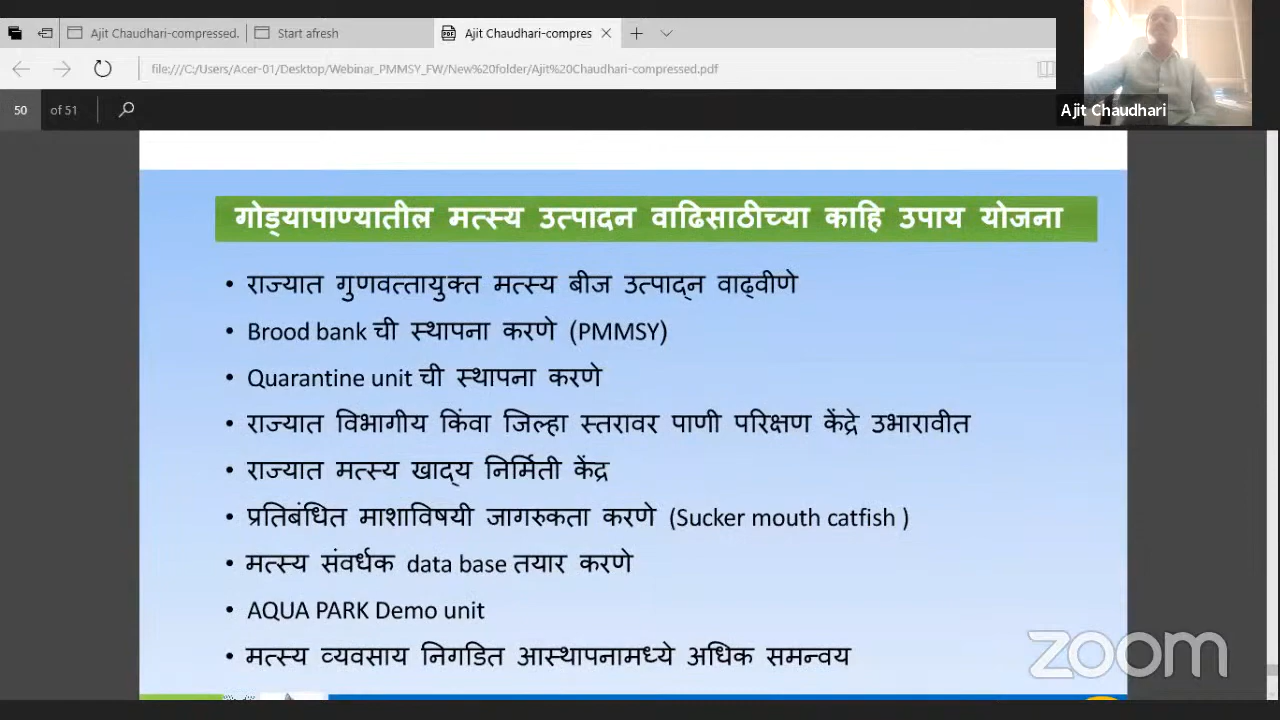 Ajit Chaudhari-compressed.
Start afresh
Ajit Chaudhari-compres
file:///C:/Users/Acer-01/Desktop/Webinar_PMMSY_FW/New%20folder/Ajit%20Chaudhari-compressed.pdf
Ajit Chaudhari
50 of 51
गोड्यापाण्यातील मत्स्य उत्पादन वाढिसाठीच्या काहि उपाय योजना
• राज्यात गुणवत्तायुक्त मत्स्य बीज उत्पाद्न वाढ्वीणे
• Brood bank ची स्थापना करणे (PMMSY)
• Quarantine unit ची स्थापना करणे
• राज्यात विभागीय किंवा जिल्हा स्तरावर पाणी परिक्षण केंद्रे उभारावीत
• राज्यात मत्स्य खाद्य निर्मिती केंद्र
• प्रतिबंधित माशाविषयी जागरुकता करणे (Sucker mouth catfish )
• मत्स्य संवर्धक data base तयार करणे
• AQUA PARK Demo unit
• मत्स्य व्यवसाय निगडित आस्थापनामध्ये अधिक समन्वय
zoom